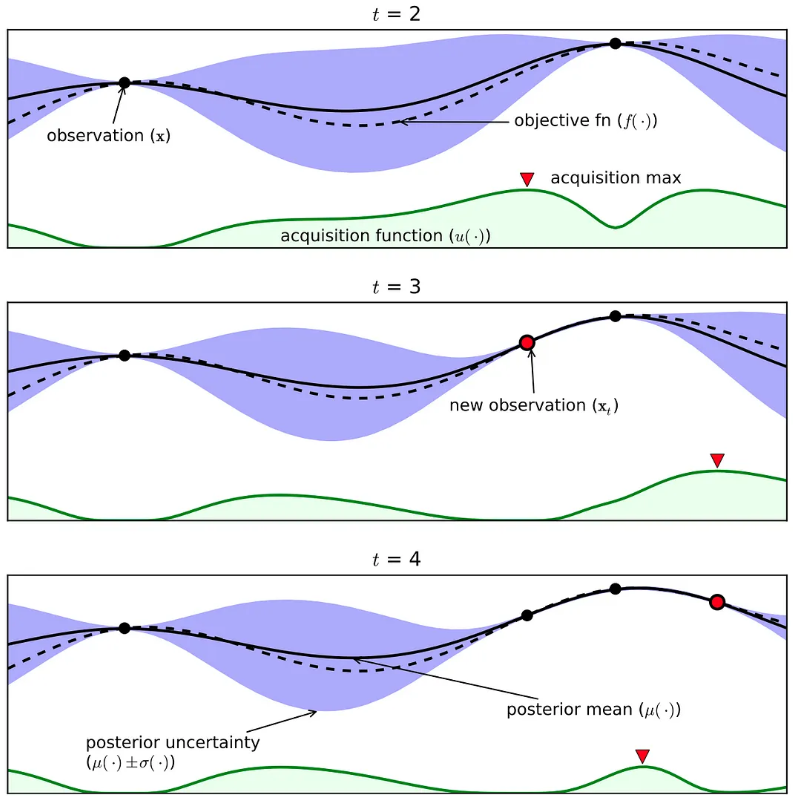 t = 2
observation (x)
objective fn (f(·))
acquisition max
acquisition function (u(·))
t = 3
new observation (xₜ)
t = 4
posterior mean (μ(·))
posterior uncertainty
(μ(·)±σ(·))